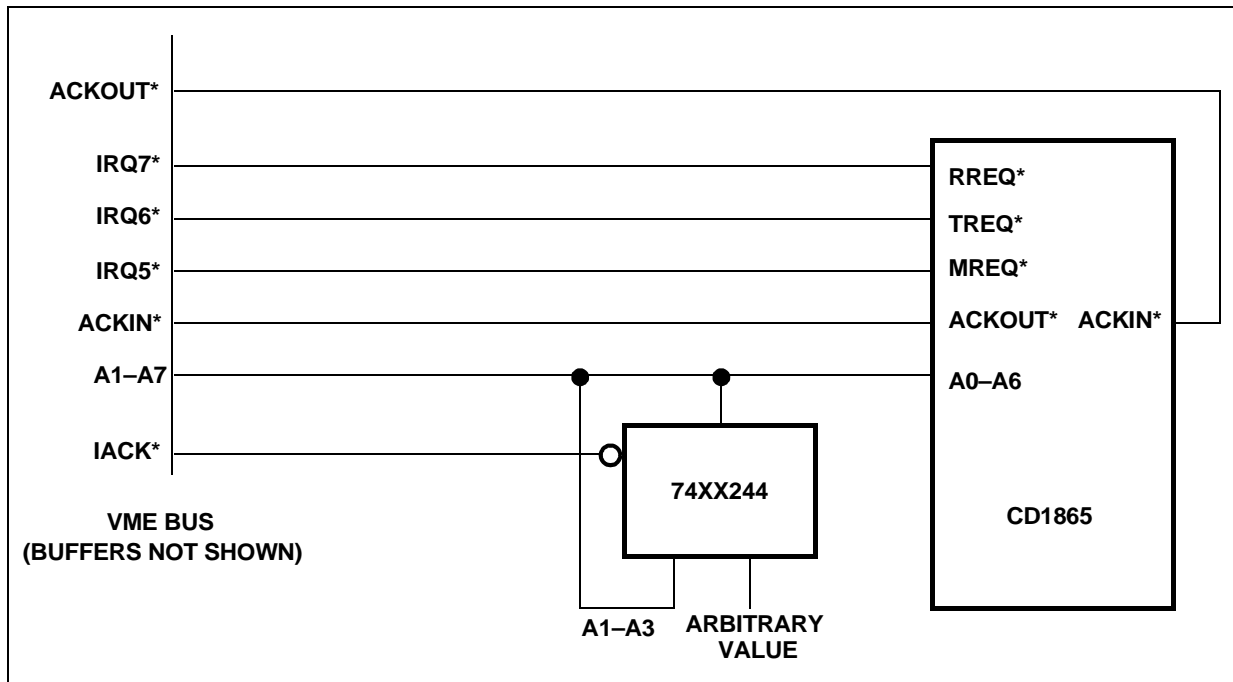 ACKOUT*
IRQ7*
RREQ*
IRQ6*
TREQ*
IRQ5*
MREQ*
ACKIN*
ACKOUT* ACKIN*
A1–A7
A0–A6
IACK*
74XX244
CD1865
VME BUS
(BUFFERS NOT SHOWN)
A1–A3
ARBITRARY
VALUE